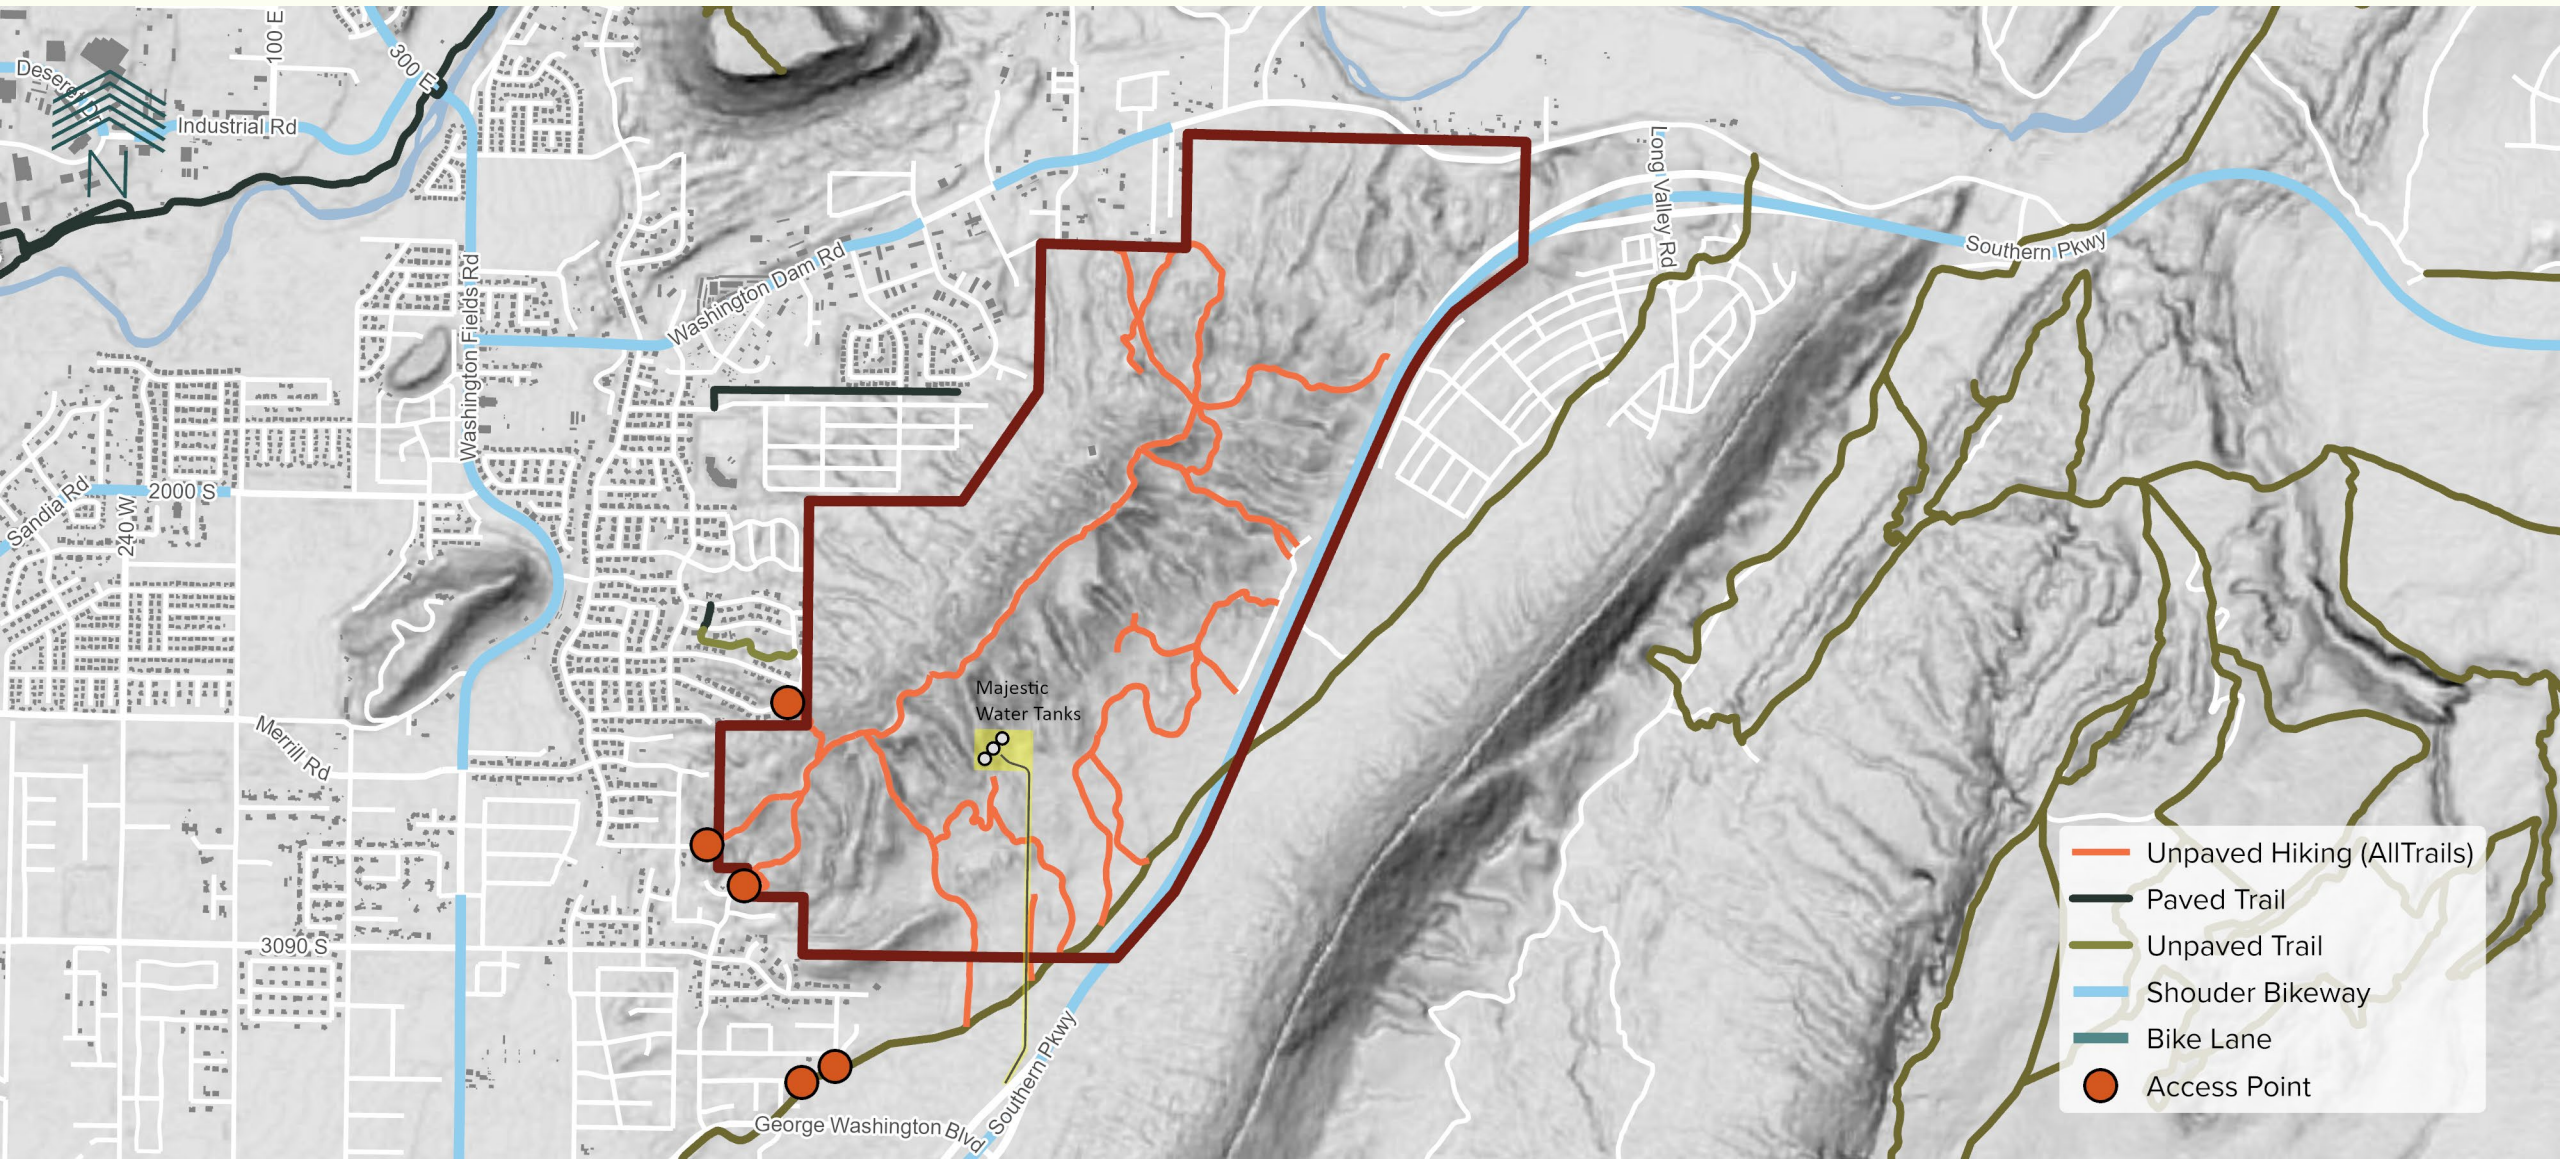 100 E
300 E
Deseret Dr
Industrial Rd
N
Long Valley Rd
Southern Pkwy
Washington Dam Rd
Washington Fields Rd
2000 S
Sandia Rd
240 W
Majestic
Water Tanks
Merrill Rd
3090 S
Southern Pkwy
George Washington Blvd
Unpaved Hiking (AllTrails)
Paved Trail
Unpaved Trail
Shouder Bikeway
Bike Lane
Access Point